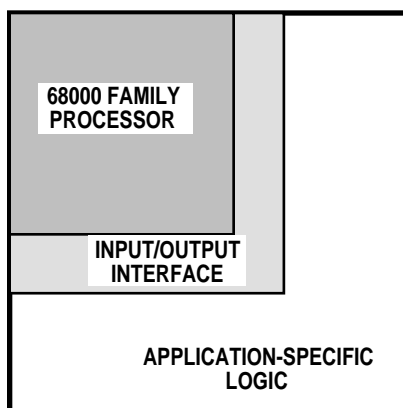 68000 FAMILY
PROCESSOR
INPUT/OUTPUT
INTERFACE
APPLICATION-SPECIFIC
LOGIC